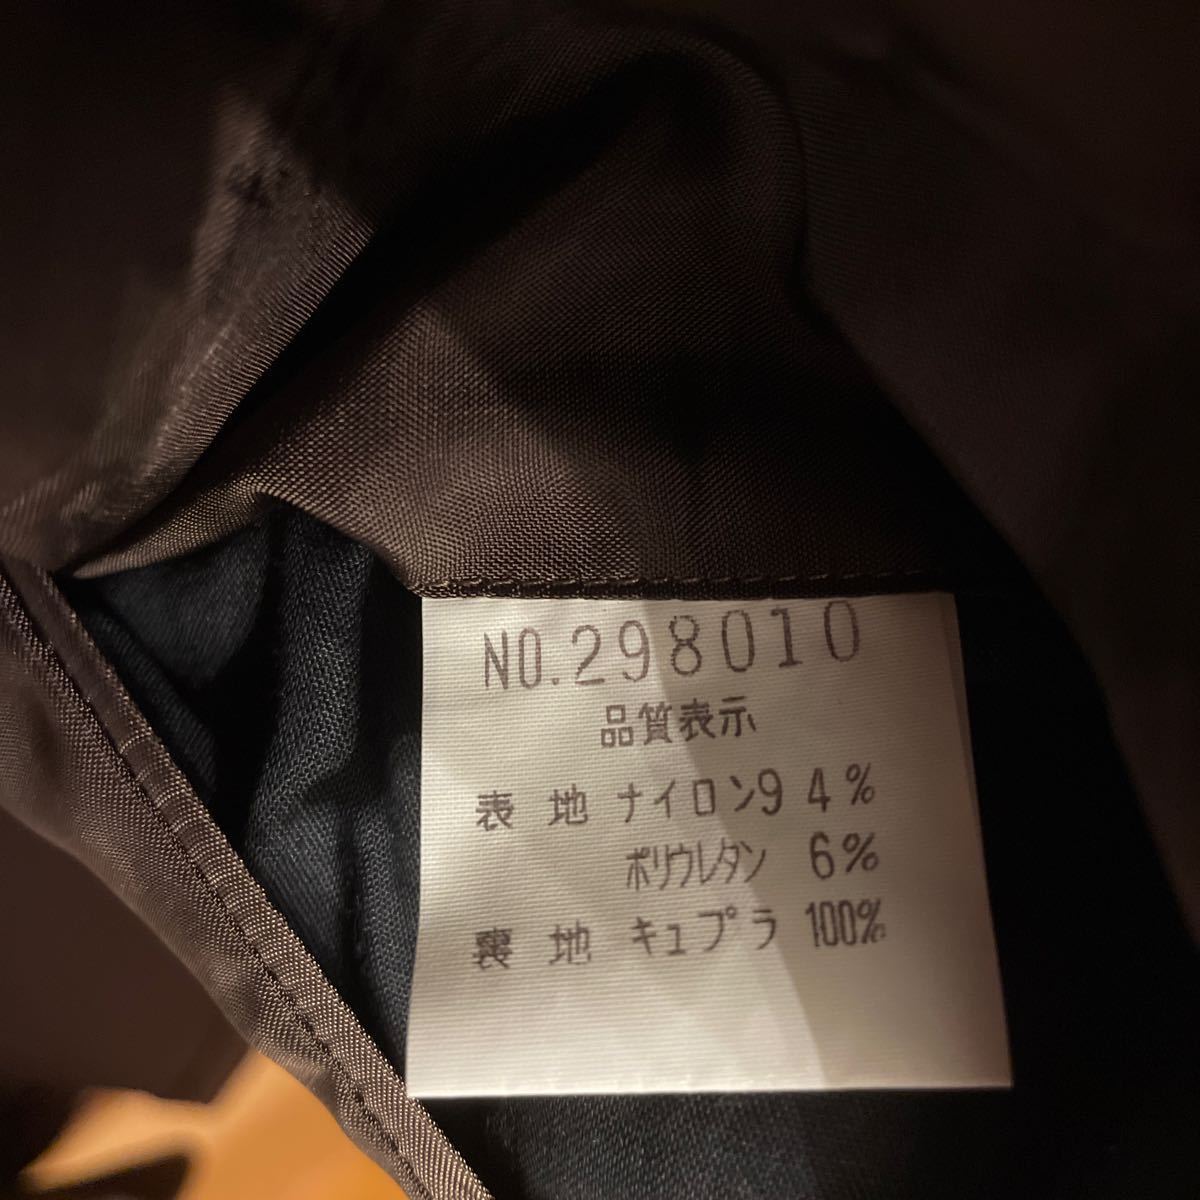 NO.298010
品質表示
表 地 ナイロン94%
ポリウレタン 6%
裏 地 キュプラ 100%